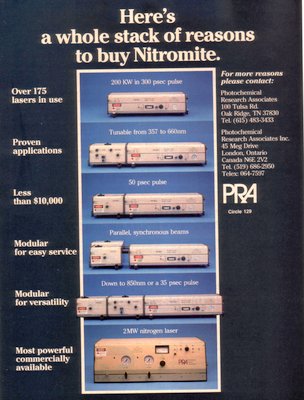 Here's
a whole stack of reasons
to buy Nitromite.
Over 175
lasers in use
200 KW in 300 psec pulse
Proven
applications
Tunable from 357 to 660nm
Less
than $10,000
50 psec pulse
Modular
for easy service
Parallel, synchronous beams
Modular
for versatility
Down to 850nm or a 35 psec pulse
Most powerful
commercially
available
2MW nitrogen laser
For more reasons
please contact:
Photochemical
Research Associates
100 Tulsa Rd.
Oak Ridge, TN 37830
Tel. (615) 483-3433
Photochemical
Research Associates Inc.
45 Meg Drive
London, Ontario
Canada N6E 2V2
Tel. (519) 686-2950
Telex: 064-7597
PRA
Circle 129